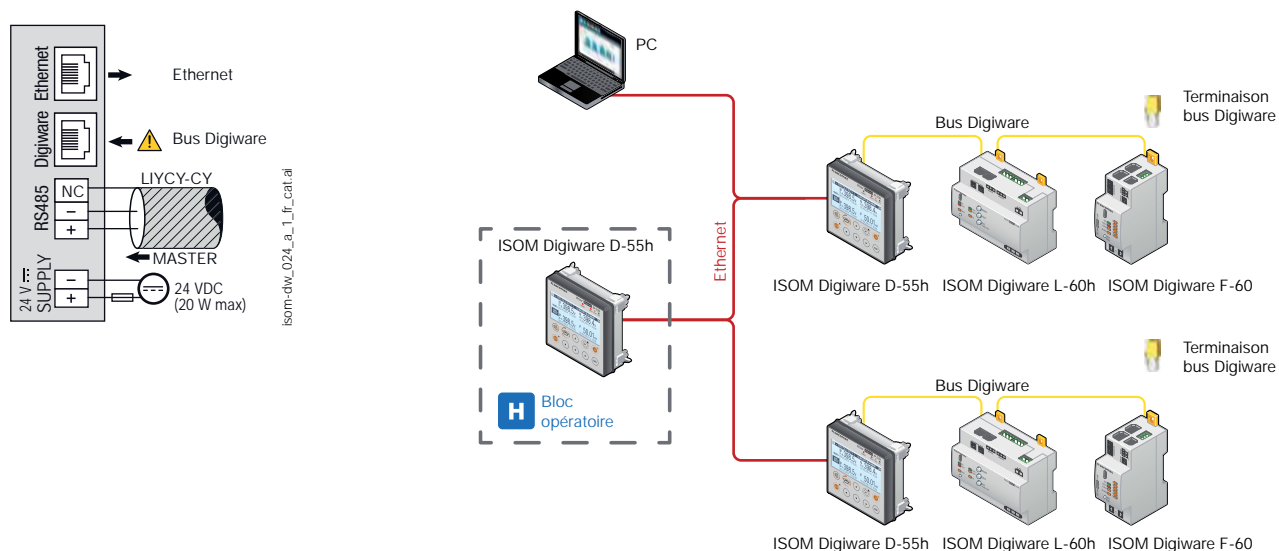 Ethernet
Ethernet
Digiware
Bus Digiware
RS485
NC
–
+
LIYCY-CY
MASTER
24 V
SUPPLY
–
+
24 VDC
(20 W max)
isom-dw_024_a_1_fr_cat.ai
PC
Ethernet
ISOM Digiware D-55h
H
Bloc
opératoire
Bus Digiware
Terminaison
bus Digiware
ISOM Digiware D-55h
ISOM Digiware L-60h
ISOM Digiware F-60
Bus Digiware
Terminaison
bus Digiware
ISOM Digiware D-55h
ISOM Digiware L-60h
ISOM Digiware F-60